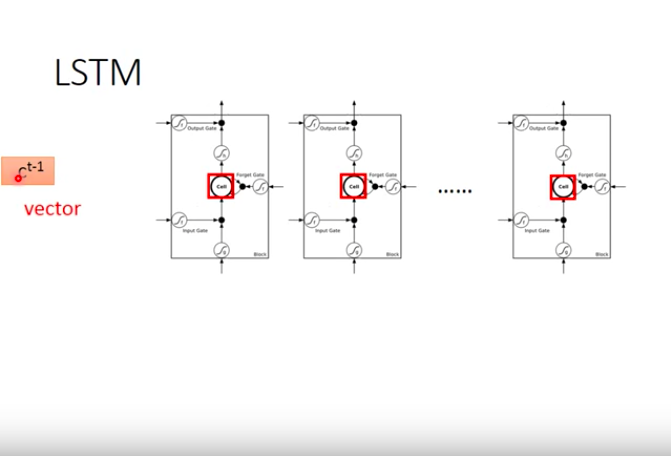 LSTM
c^t-1
vector
Output Gate
Cell
Forget Gate
Input Gate
Block
Output Gate
Cell
Forget Gate
Input Gate
Block
......
Output Gate
Cell
Forget Gate
Input Gate
Block